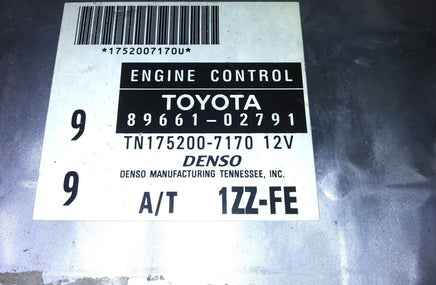 *1752007170U*
ENGINE CONTROL
TOYOTA
89661-02791
TN175200-7170 12V
DENSO
DENSO MANUFACTURING TENNESSEE, INC.
A/T 1ZZ-FE
9
9